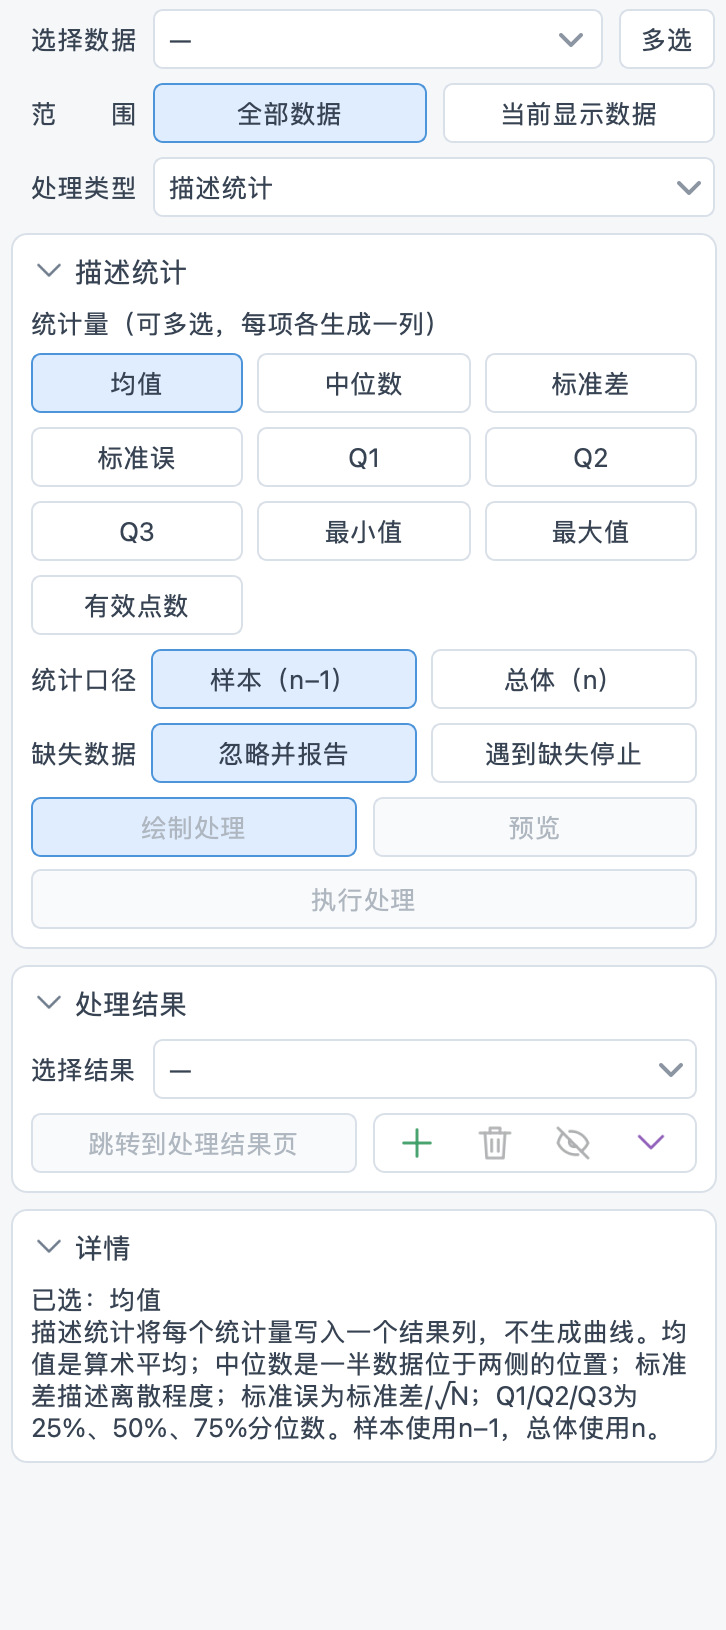 选择数据 — 多选
范 围 全部数据 当前显示数据
处理类型 描述统计
描述统计
统计量（可多选，每项各生成一列）
均值 中位数 标准差
标准误 Q1 Q2
Q3 最小值 最大值
有效点数
统计口径 样本（n–1） 总体（n）
缺失数据 忽略并报告 遇到缺失停止
绘制处理 预览
执行处理
处理结果
选择结果 —
跳转到处理结果页
详情
已选：均值
描述统计将每个统计量写入一个结果列，不生成曲线。均
值是算术平均；中位数是一半数据位于两侧的位置；标准
差描述离散程度；标准误为标准差/√N；Q1/Q2/Q3为
25%、50%、75%分位数。样本使用n–1，总体使用n。